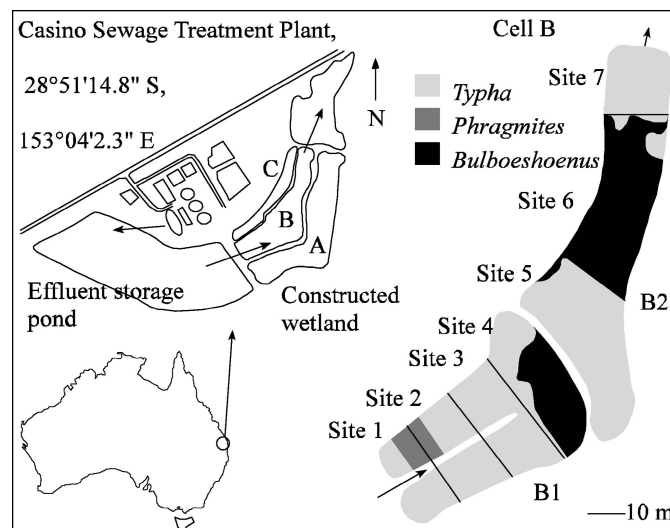 Casino Sewage Treatment Plant,
28°51'14.8" S,
153°04'2.3" E
N
C
B
A
Effluent storage
pond
Constructed
wetland
Cell B
Typha
Phragmites
Bulboeshoenus
Site 7
Site 6
Site 5
B2
Site 4
Site 3
Site 2
Site 1
B1
10 m